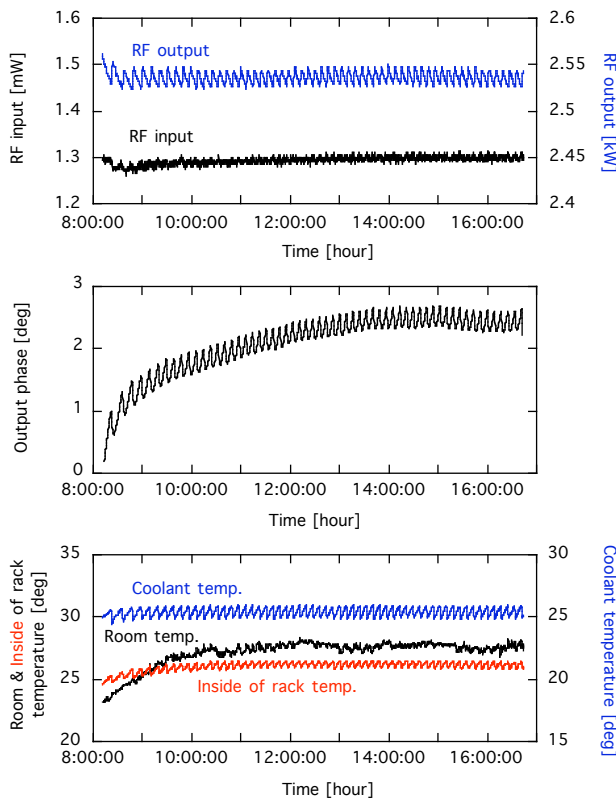 1.6
1.5
1.4
1.3
1.2
RF input [mW]
RF output
RF input
2.6
2.55
2.5
2.45
2.4
RF output [kW]
8:00:00 10:00:00 12:00:00 14:00:00 16:00:00
Time [hour]
3
2
1
0
Output phase [deg]
8:00:00 10:00:00 12:00:00 14:00:00 16:00:00
Time [hour]
35
30
25
20
Room & Inside of rack
temperature [deg]
Coolant temp.
Room temp.
Inside of rack temp.
30
25
20
15
Coolant temperature
[deg]
8:00:00 10:00:00 12:00:00 14:00:00 16:00:00
Time [hour]